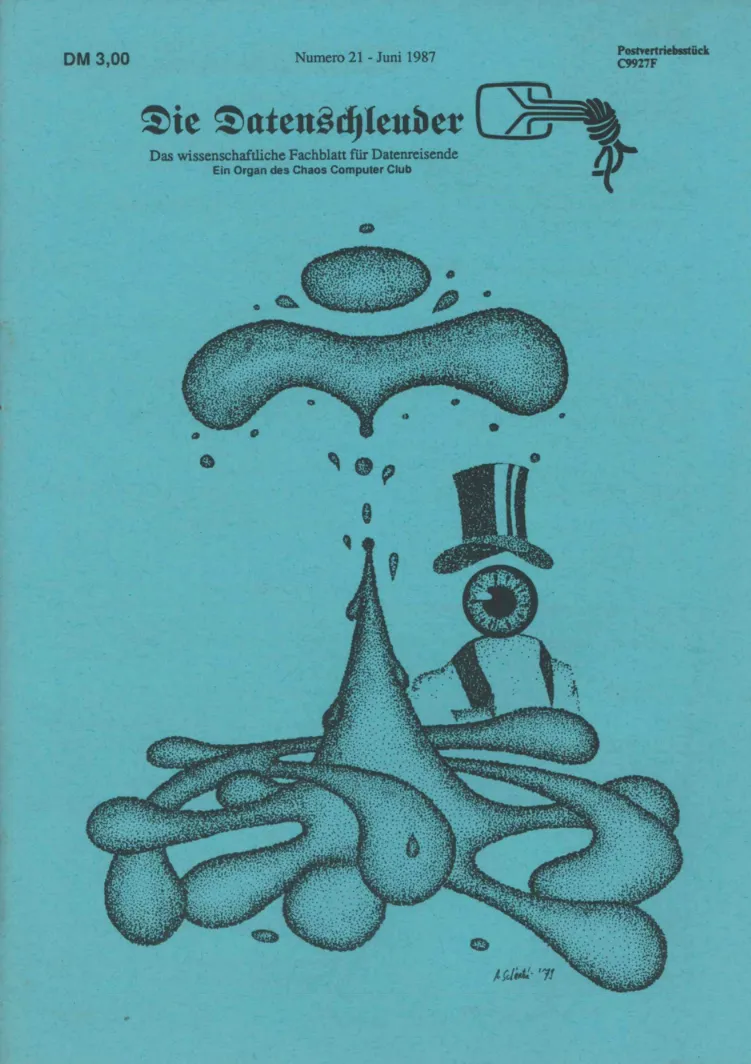 DM 3,00
Numero 21 - Juni 1987
Postvertriebsstück
C9927F
Die Datenschleuder
Das wissenschaftliche Fachblatt für Datenreisende
Ein Organ des Chaos Computer Club
'79